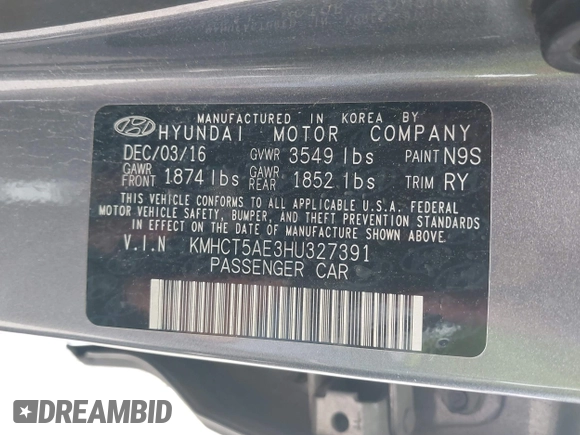 MANUFACTURED IN KOREA BY
HYUNDAI MOTOR COMPANY
DEC/03/16 GVWR 3549 lbs PAINT N9S
GAWR FRONT 1874 lbs GAWR REAR 1852 lbs TRIM RY
THIS VEHICLE CONFORMS TO ALL APPLICABLE U.S.A. FEDERAL
MOTOR VEHICLE SAFETY, BUMPER, AND THEFT PREVENTION STANDARDS
IN EFFECT ON THE DATE OF MANUFACTURE SHOWN ABOVE.
V.I.N KMHCT5AE3HU327391
PASSENGER CAR
DREAMBID